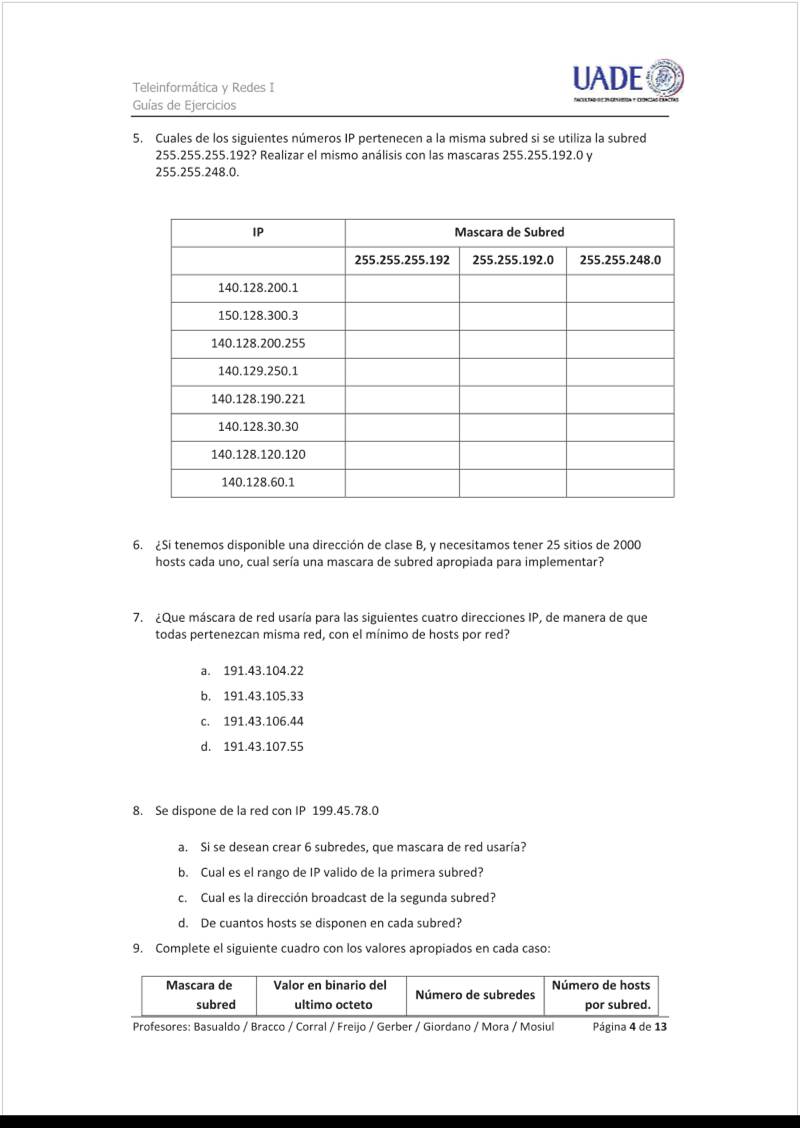 Teleinformática y Redes I
Guías de Ejercicios
UADE
5. Cuales de los siguientes números IP pertenecen a la misma subred si se utiliza la subred
255.255.255.192? Realizar el mismo análisis con las mascaras 255.255.192.0 y
255.255.248.0.
IP Mascara de Subred
255.255.255.192 255.255.192.0 255.255.248.0
140.128.200.1
150.128.300.3
140.128.200.255
140.129.250.1
140.128.190.221
140.128.30.30
140.128.120.120
140.128.60.1
6. ¿Si tenemos disponible una dirección de clase B, y necesitamos tener 25 sitios de 2000
hosts cada uno, cual sería una mascara de subred apropiada para implementar?
7. ¿Que máscara de red usaría para las siguientes cuatro direcciones IP, de manera de que
todas pertenezcan misma red, con el mínimo de hosts por red?
a. 191.43.104.22
b. 191.43.105.33
c. 191.43.106.44
d. 191.43.107.55
8. Se dispone de la red con IP 199.45.78.0
a. Si se desean crear 6 subredes, que mascara de red usaría?
b. Cual es el rango de IP valido de la primera subred?
c. Cual es la dirección broadcast de la segunda subred?
d. De cuantos hosts se disponen en cada subred?
9. Complete el siguiente cuadro con los valores apropiados en cada caso:
Mascara de Valor en binario del Número de subredes Número de hosts
subred ultimo octeto por subred.
Profesores: Basualdo / Bracco / Corral / Freijo / Gerber / Giordano / Mora / Mosiul Página 4 de 13